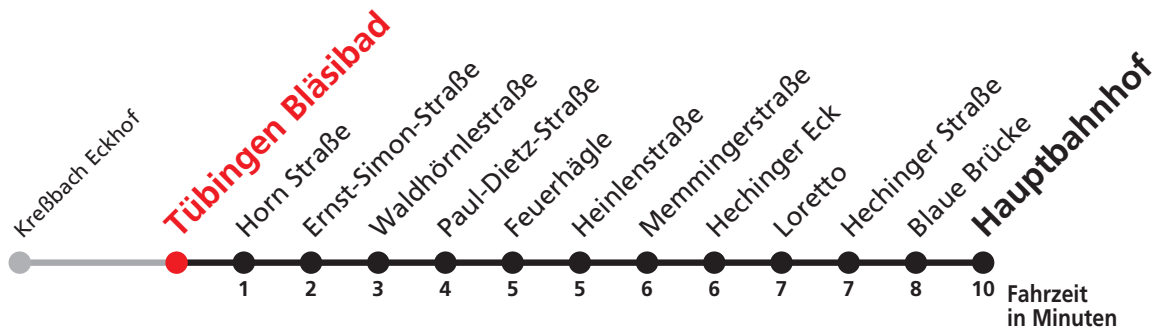 Kreßbach Eckhof
Tübingen Bläsibad
Horn Straße
Ernst-Simon-Straße
Waldhörnlestraße
Paul-Dietz-Straße
Feuerhägle
Heinlenstraße
Memmingerstraße
Hechinger Eck
Loretto
Hechinger Straße
Blaue Brücke
Hauptbahnhof
1 2 3 4 5 5 6 6 7 7 8 10
Fahrzeit
in Minuten